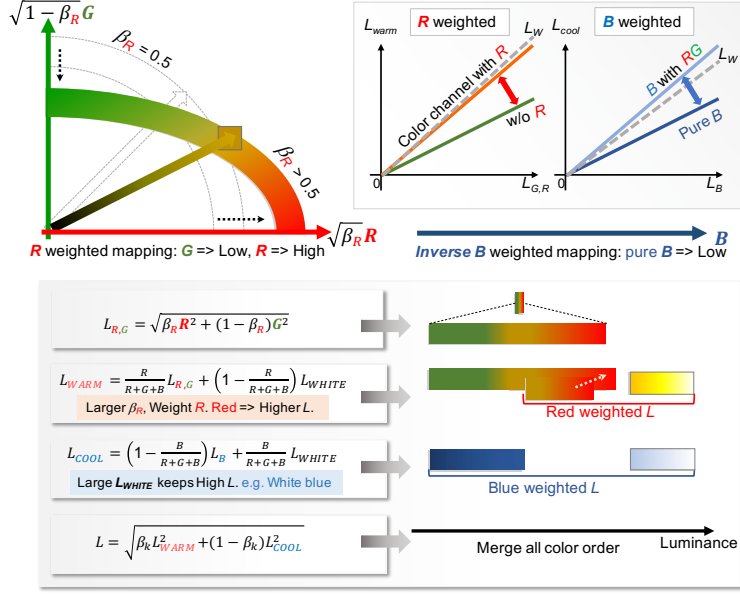 √(1 − β_R) G
β_R = 0.5
β_R > 0.5
√β_R R
R weighted mapping: G => Low, R => High
R weighted
L_warm
L_W
Color channel with R
w/o R
0
L_G,R
B weighted
L_cool
B with RG
L_W
Pure B
0
L_B
B
Inverse B weighted mapping: pure B => Low
L_R,G = √(β_R R² + (1 − β_R)G²)
L_WARM = R/(R+G+B) L_R,G + (1 − R/(R+G+B)) L_WHITE
Larger β_R, Weight R. Red => Higher L.
Red weighted L
L_COOL = (1 − B/(R+G+B)) L_B + B/(R+G+B) L_WHITE
Large L_WHITE keeps High L. e.g. White blue
Blue weighted L
L = √(β_k L²_WARM + (1 − β_k)L²_COOL)
Merge all color order
Luminance